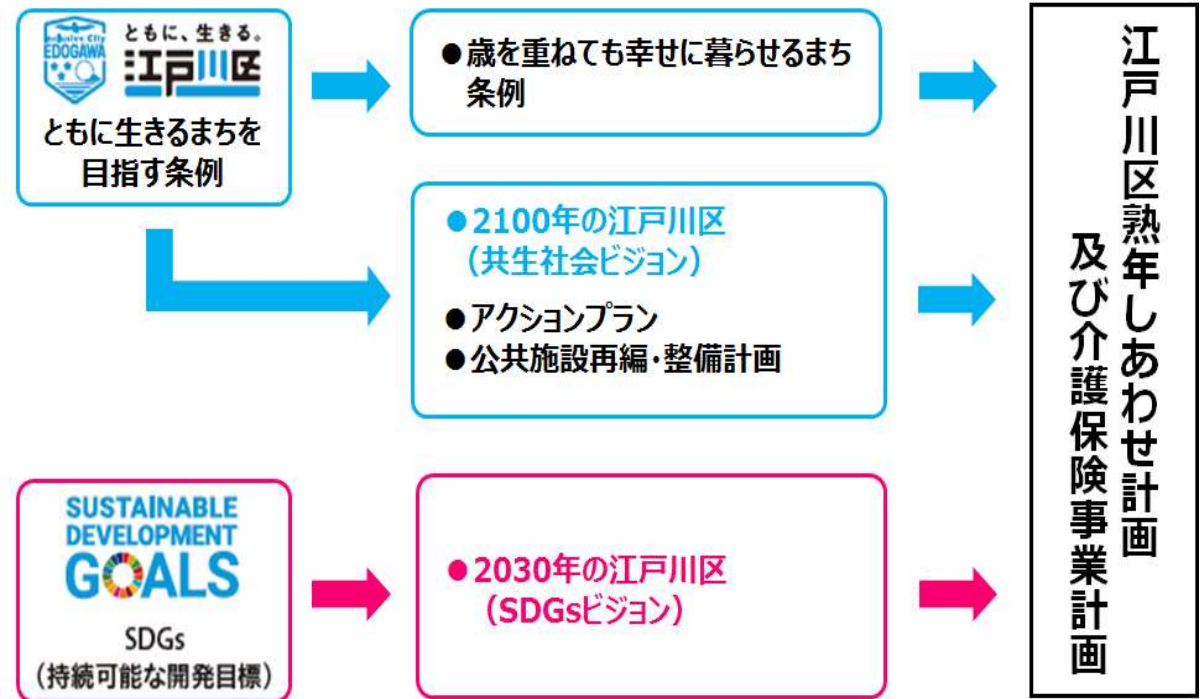 Inclusive City
EDOGAWA
ともに、生きる。
江戸川区
ともに生きるまちを
目指す条例
●歳を重ねても幸せに暮らせるまち
条例
●2100年の江戸川区
（共生社会ビジョン）
●アクションプラン
●公共施設再編・整備計画
SUSTAINABLE
DEVELOPMENT
GOALS
SDGs
（持続可能な開発目標）
●2030年の江戸川区
（SDGsビジョン）
江戸川区熟年しあわせ計画
及び介護保険事業計画